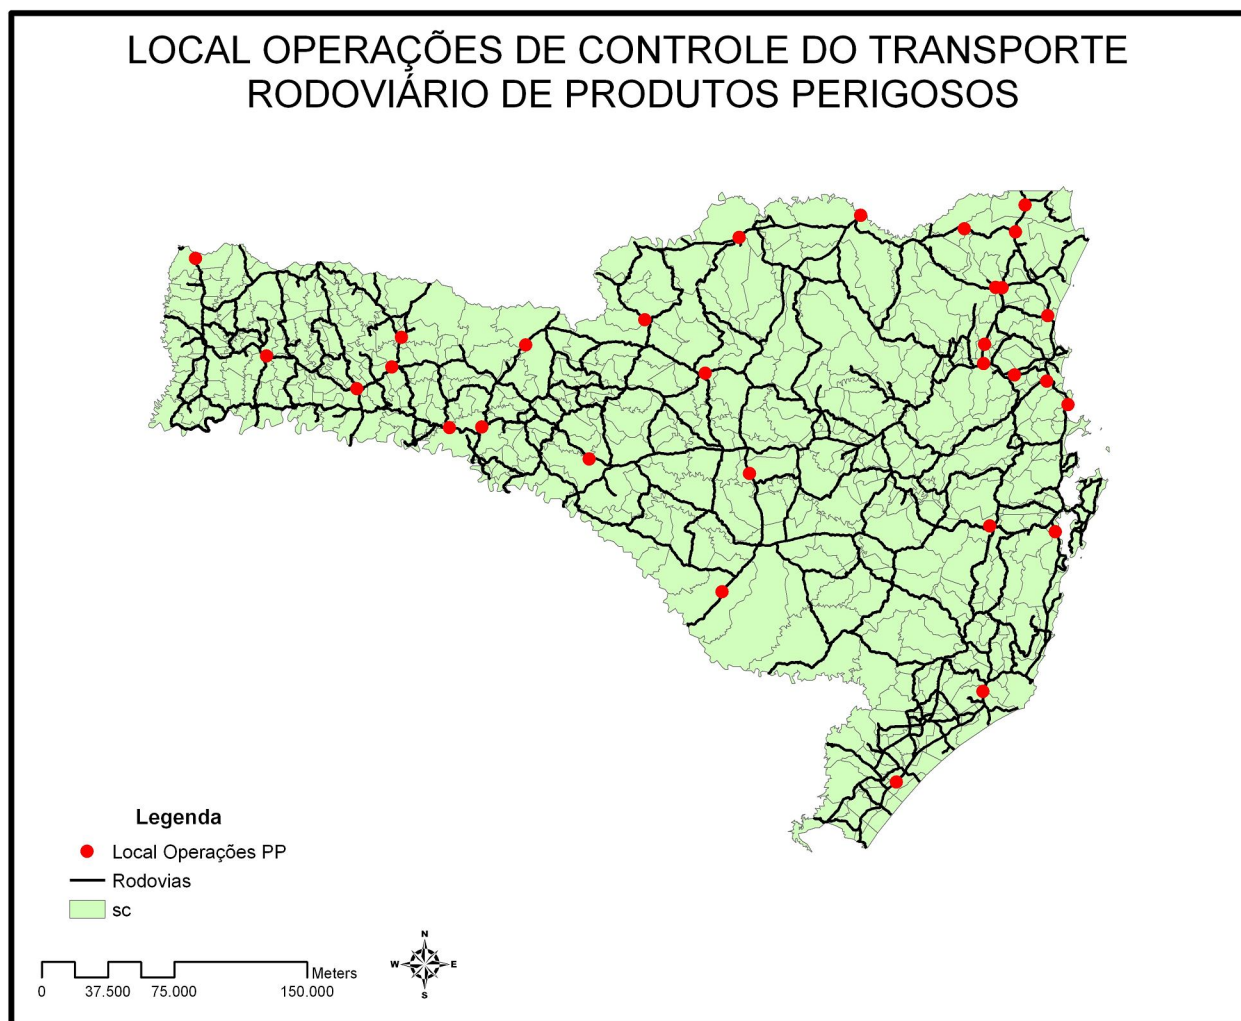 LOCAL OPERAÇÕES DE CONTROLE DO TRANSPORTE
RODOVIÁRIO DE PRODUTOS PERIGOSOS
Legenda
Local Operações PP
Rodovias
sc
N
W E
S
Meters
0 37.500 75.000 150.000